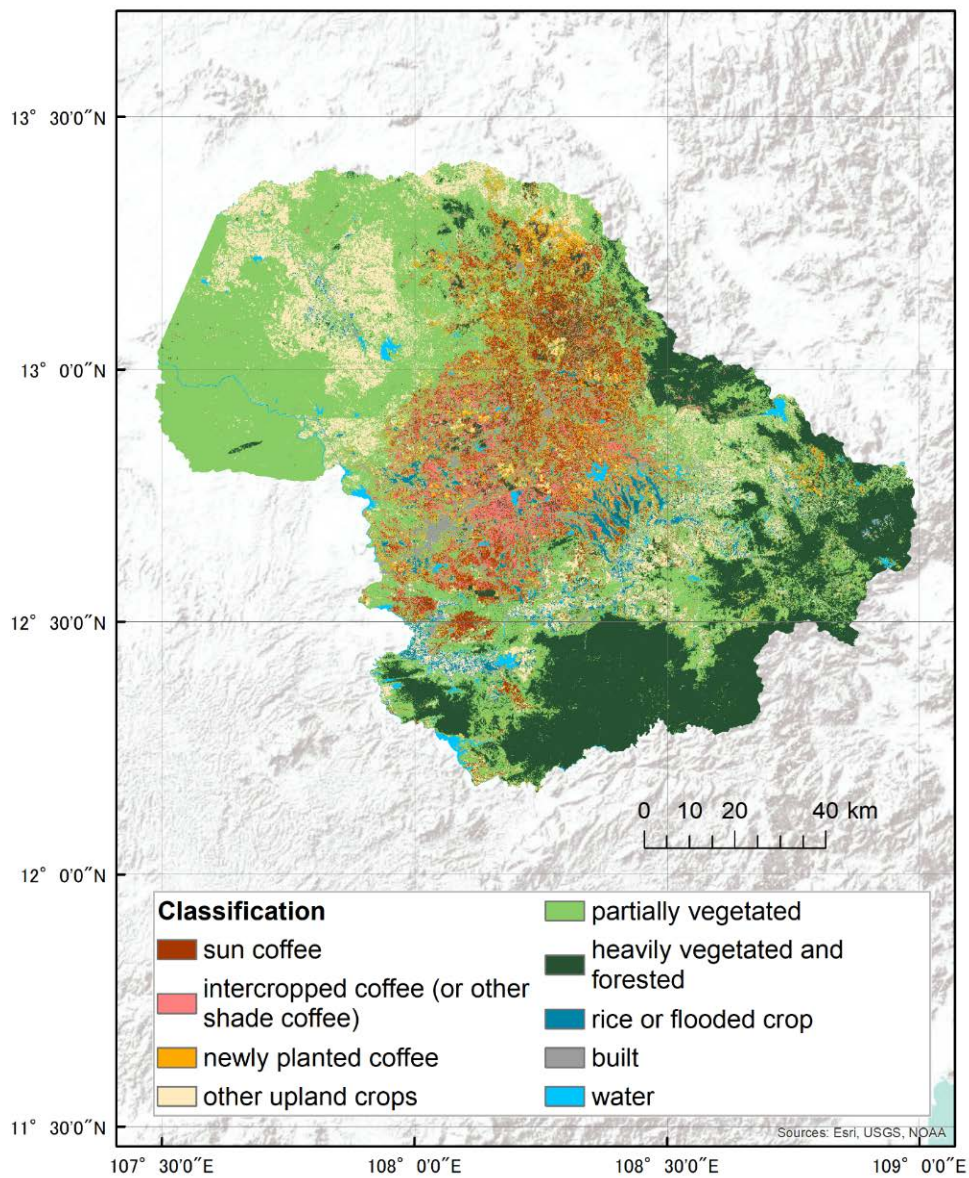 13° 30'0"N
13° 0'0"N
12° 30'0"N
12° 0'0"N
11° 30'0"N
0 10 20 40 km
Classification
sun coffee
intercropped coffee (or other
shade coffee)
newly planted coffee
other upland crops
partially vegetated
heavily vegetated and
forested
rice or flooded crop
built
water
Sources: Esri, USGS, NOAA
107° 30'0"E 108° 0'0"E 108° 30'0"E 109° 0'0"E